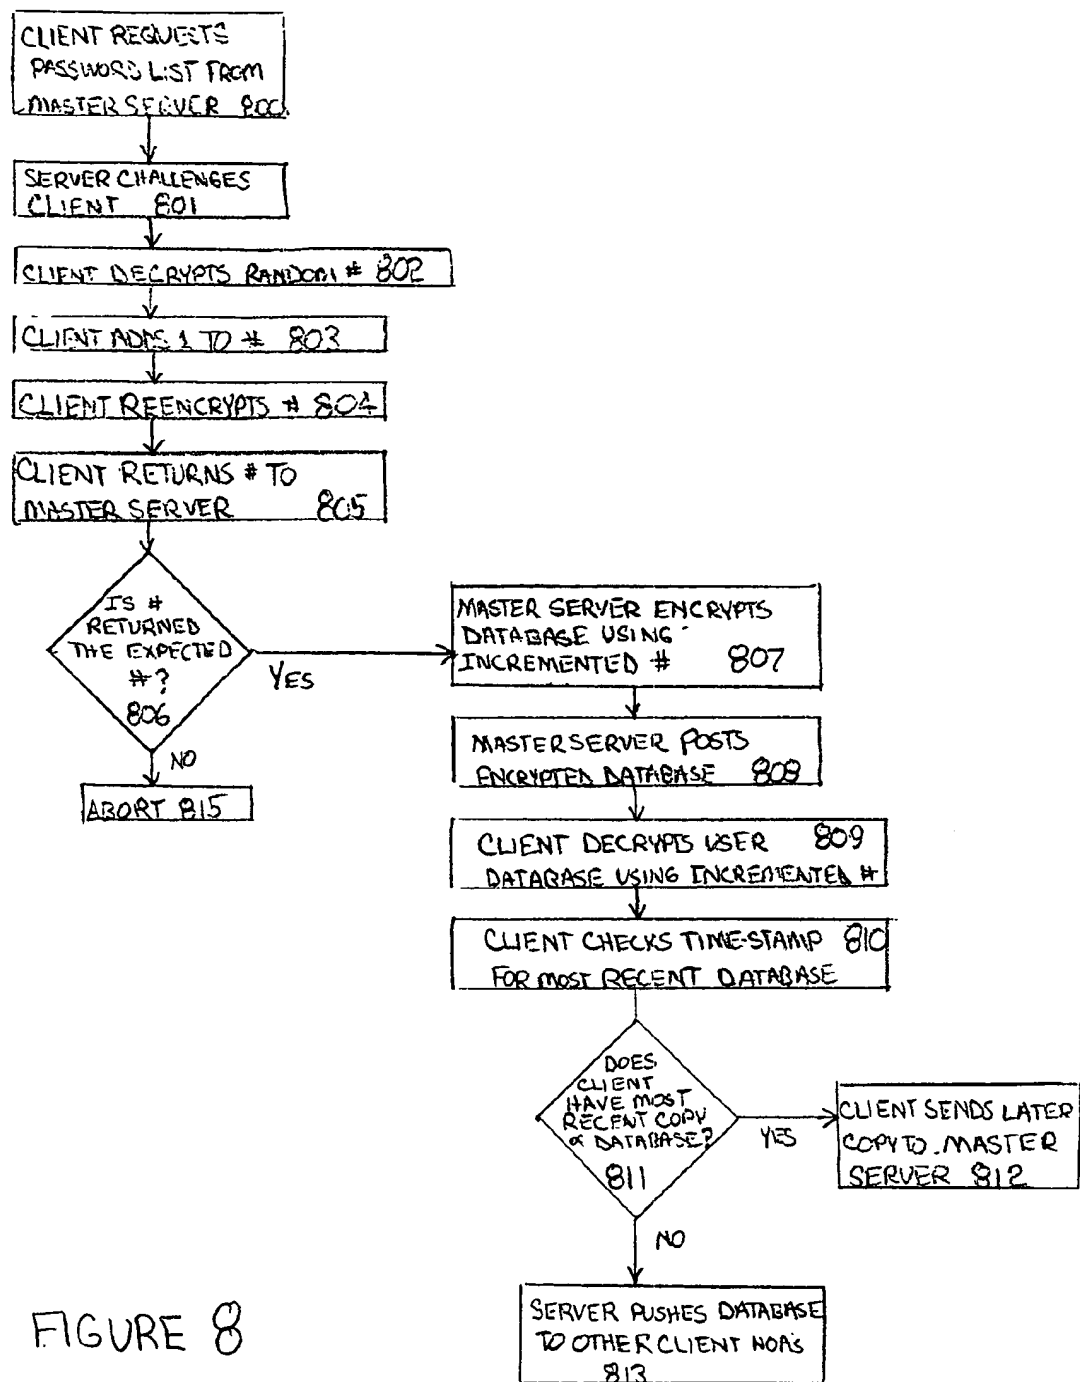 CLIENT REQUESTS
PASSWORD LIST FROM
MASTER SERVER 800
SERVER CHALLENGES
CLIENT 801
CLIENT DECRYPTS RANDOM # 802
CLIENT ADDS 1 TO # 803
CLIENT REENCRYPTS # 804
CLIENT RETURNS # TO
MASTER SERVER 805
IS #
RETURNED
THE EXPECTED
#?
806
YES
NO
ABORT 815
MASTER SERVER ENCRYPTS
DATABASE USING
INCREMENTED # 807
MASTER SERVER POSTS
ENCRYPTED DATABASE 808
CLIENT DECRYPTS USER 809
DATABASE USING INCREMENTED #
CLIENT CHECKS TIME-STAMP 810
FOR MOST RECENT DATABASE
DOES
CLIENT
HAVE MOST
RECENT COPY
OF DATABASE?
811
YES
CLIENT SENDS LATER
COPY TO MASTER
SERVER 812
NO
SERVER PUSHES DATABASE
TO OTHER CLIENT NOA'S
813
FIGURE 8